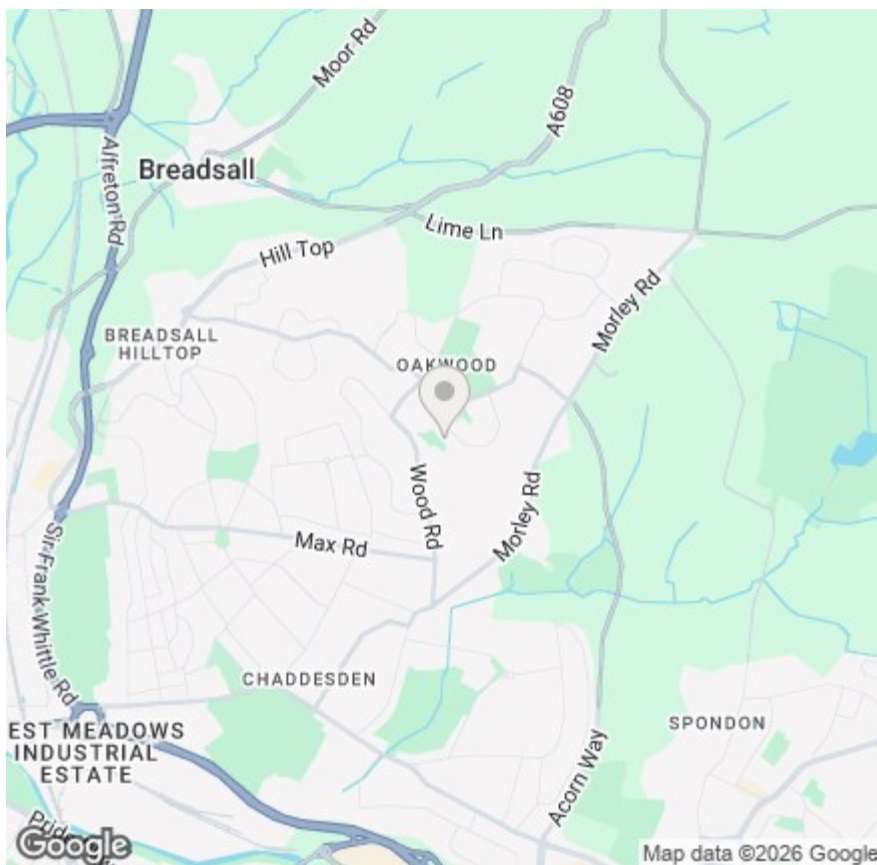 Moor Rd
A608
Alfreton Rd
Breadsall
Lime Ln
Hill Top
Morley Rd
BREADSALL
HILLTOP
OAKWOOD
Wood Rd
Morley Rd
Max Rd
Sir Frank Whittle Rd
CHADDESDEN
EST MEADOWS
INDUSTRIAL
ESTATE
SPONDON
Acorn Way
Google
Map data ©2026 Google